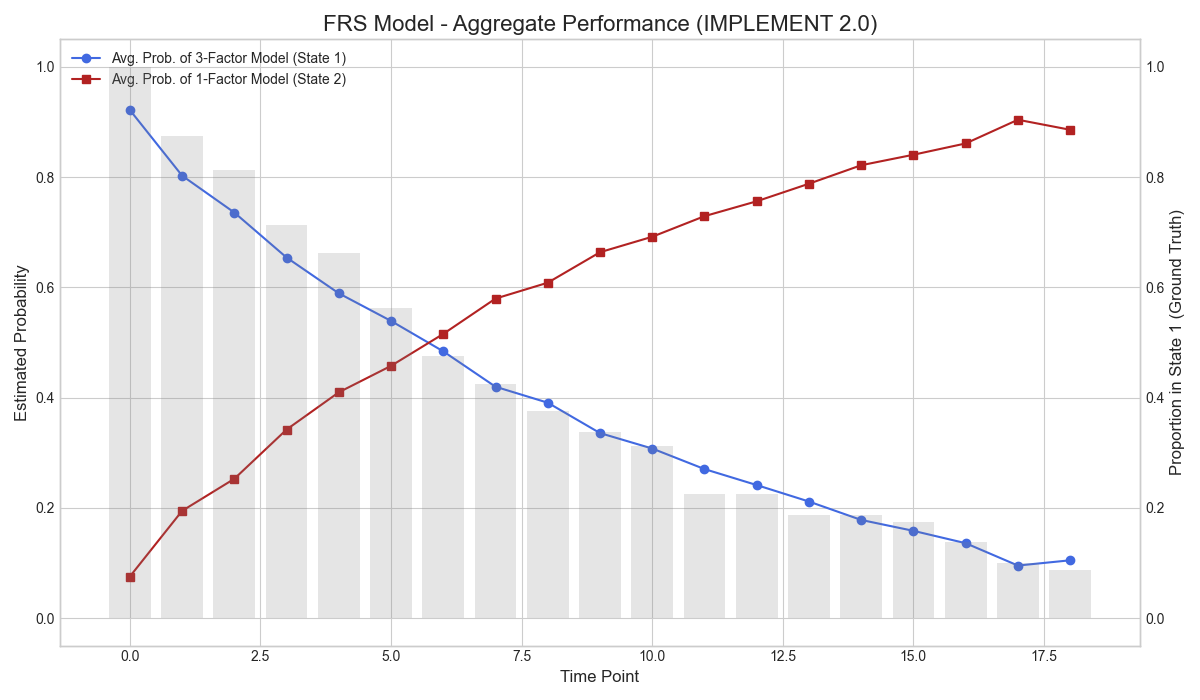 FRS Model - Aggregate Performance (IMPLEMENT 2.0)
Avg. Prob. of 3-Factor Model (State 1)
Avg. Prob. of 1-Factor Model (State 2)
Estimated Probability
1.0
0.8
0.6
0.4
0.2
0.0
1.0
0.8
0.6
0.4
0.2
0.0
Proportion in State 1 (Ground Truth)
0.0 2.5 5.0 7.5 10.0 12.5 15.0 17.5
Time Point